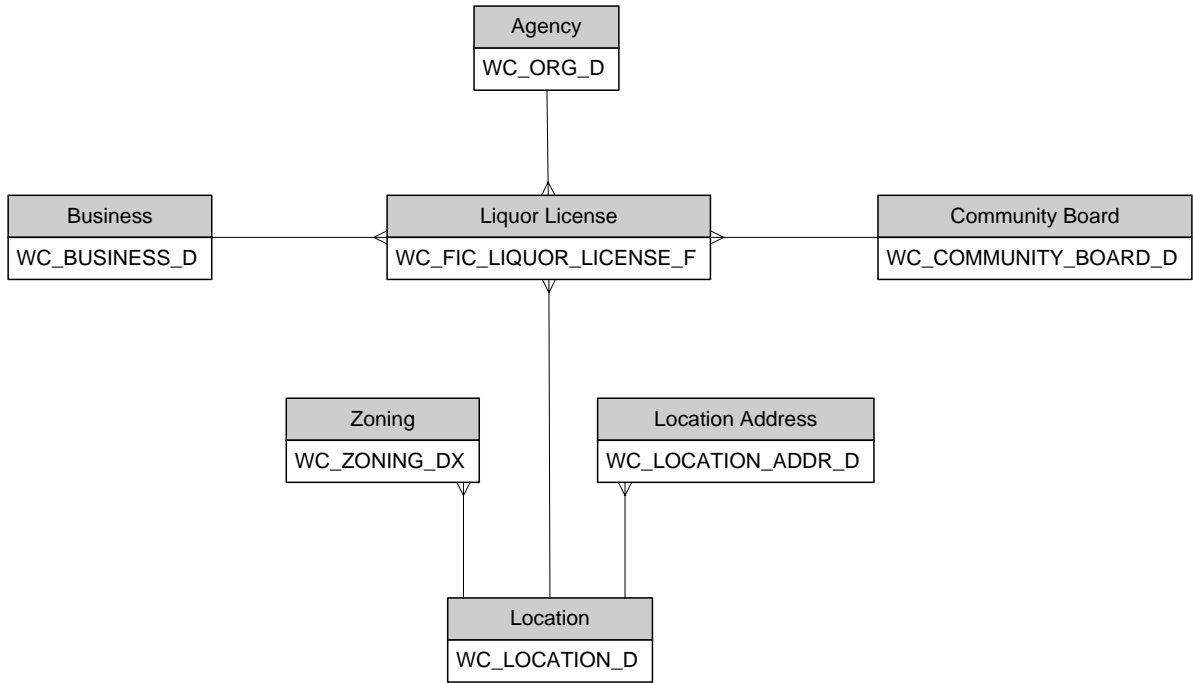 Agency
WC_ORG_D
Business
WC_BUSINESS_D
Liquor License
WC_FIC_LIQUOR_LICENSE_F
Community Board
WC_COMMUNITY_BOARD_D
Zoning
WC_ZONING_DX
Location Address
WC_LOCATION_ADDR_D
Location
WC_LOCATION_D